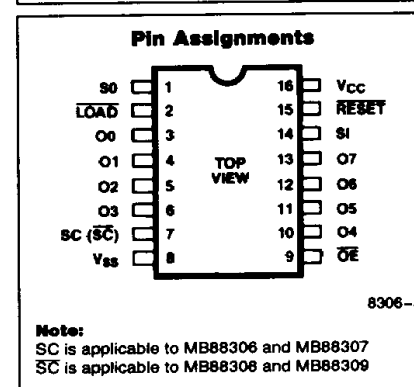 Pin Assignments
S0 1 16 VCC
LOAD 2 15 RESET
O0 3 14 SI
O1 4 13 O7
O2 5 TOP VIEW 12 O6
O3 6 11 O5
SC (SC) 7 10 O4
VSS 8 9 OE
8306-
Note:
SC is applicable to MB88306 and MB88307
SC is applicable to MB88308 and MB88309